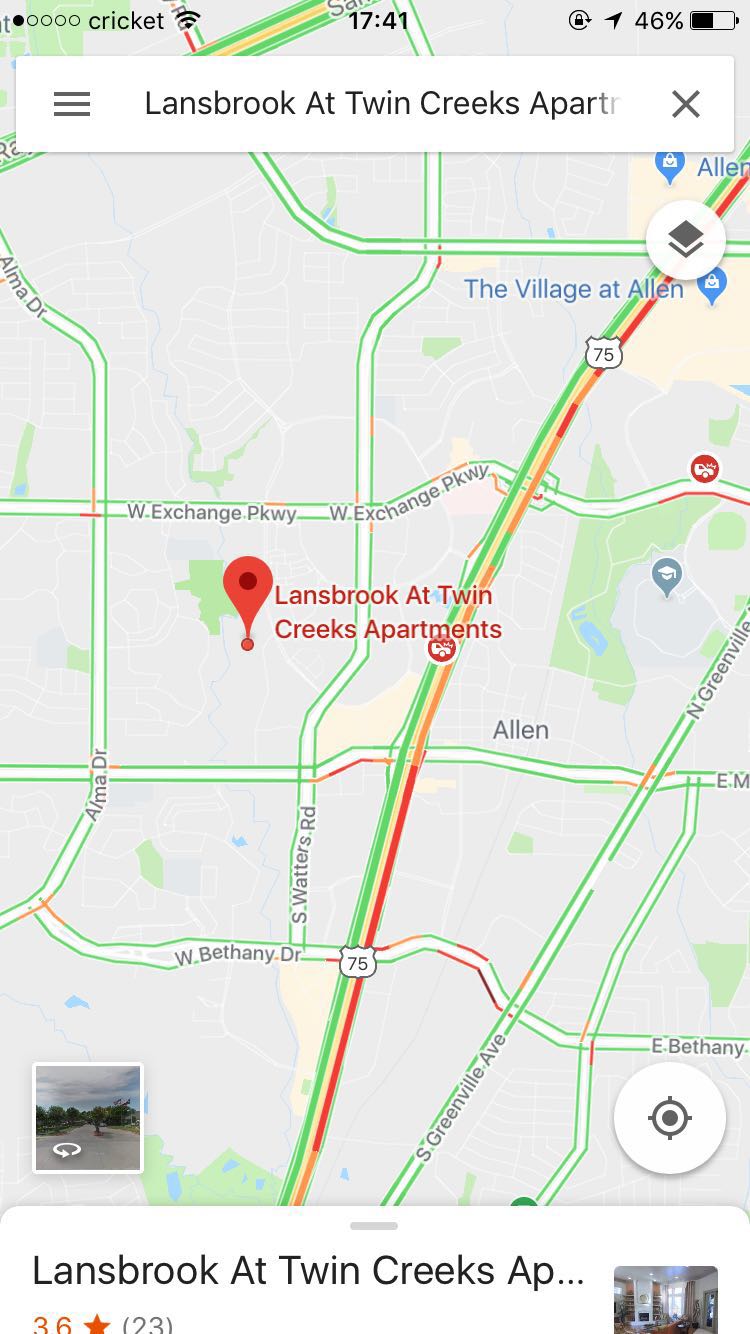 cricket 17:41 46%
Lansbrook At Twin Creeks Apart
Alma Dr
The Village at Allen
75
W Exchange Pkwy
W Exchange Pkwy
Lansbrook At Twin
Creeks Apartments
N Greenville
Allen
Alma Dr
E M
S Watters Rd
W Bethany Dr
75
E Bethany
S Greenville Ave
Lansbrook At Twin Creeks Ap...
3.6 ★ (23)